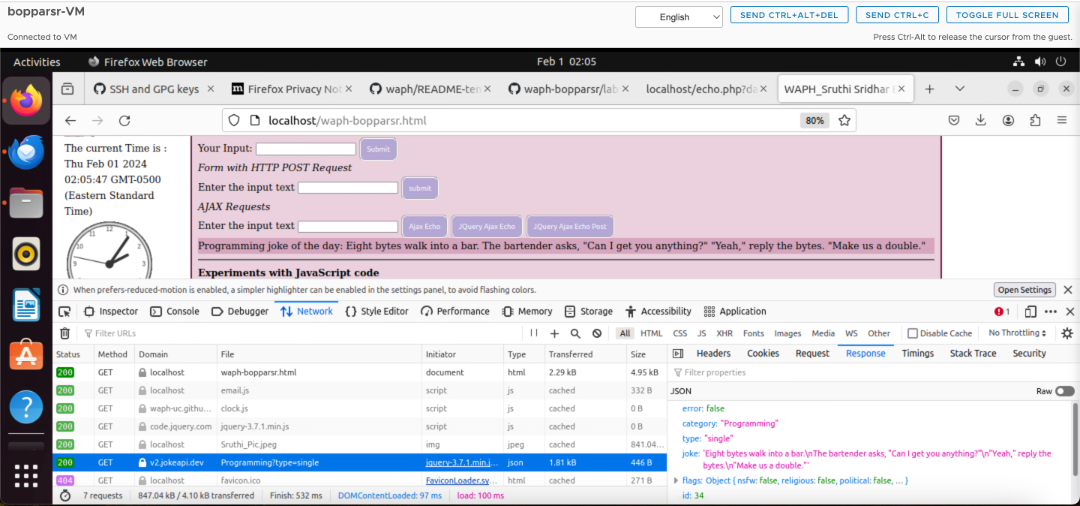 bopparsr-VM
English
SEND CTRL+ALT+DEL
SEND CTRL+C
TOGGLE FULL SCREEN
Connected to VM
Press Ctrl-Alt to release the cursor from the guest.
Activities
Firefox Web Browser
Feb 1 02:05
SSH and GPG keys
Firefox Privacy Not
waph/README-tem
waph-bopparsr/lab
localhost/echo.php?da
WAPH_Sruthi Sridhar
localhost/waph-bopparsr.html
80%
The current Time is :
Thu Feb 01 2024
02:05:47 GMT-0500
(Eastern Standard
Time)
12
11
1
2
9
3
Your Input:
Submit
Form with HTTP POST Request
Enter the input text
submit
AJAX Requests
Enter the input text
Ajax Echo
JQuery Ajax Echo
JQuery Ajax Echo Post
Programming joke of the day: Eight bytes walk into a bar. The bartender asks, "Can I get you anything?" "Yeah," reply the bytes. "Make us a double."
Experiments with JavaScript code
When prefers-reduced-motion is enabled, a simpler highlighter can be enabled in the settings panel, to avoid flashing colors.
Open Settings
Inspector
Console
Debugger
Network
Style Editor
Performance
Memory
Storage
Accessibility
Application
1
Filter URLs
All
HTML
CSS
JS
XHR
Fonts
Images
Media
WS
Other
Disable Cache
No Throttling
Status Method Domain File Initiator Type Transferred Size
200 GET localhost waph-bopparsr.html document html 2.29 kB 4.95 kB
200 GET localhost email.js script js cached 332 B
200 GET waph-uc.githu... clock.js script js cached 0 B
200 GET code.jquery.com jquery-3.7.1.min.js script js cached 0 B
200 GET localhost Sruthi_Pic.jpeg img jpeg cached 841.04...
200 GET v2.jokeapi.dev Programming?type=single jquery-3.7.1.min.j... json 1.81 kB 446 B
404 GET localhost favicon.ico FaviconLoader.sv... html cached 271 B
7 requests
847.04 kB / 4.10 kB transferred
Finish: 532 ms
DOMContentLoaded: 97 ms
load: 100 ms
Headers
Cookies
Request
Response
Timings
Stack Trace
Security
Filter properties
JSON
Raw
error: false
category: "Programming"
type: "single"
joke: 'Eight bytes walk into a bar.\nThe bartender asks, "Can I get you anything?"\n"Yeah," reply the
bytes.\n"Make us a double."'
flags: Object { nsfw: false, religious: false, political: false, … }
id: 34